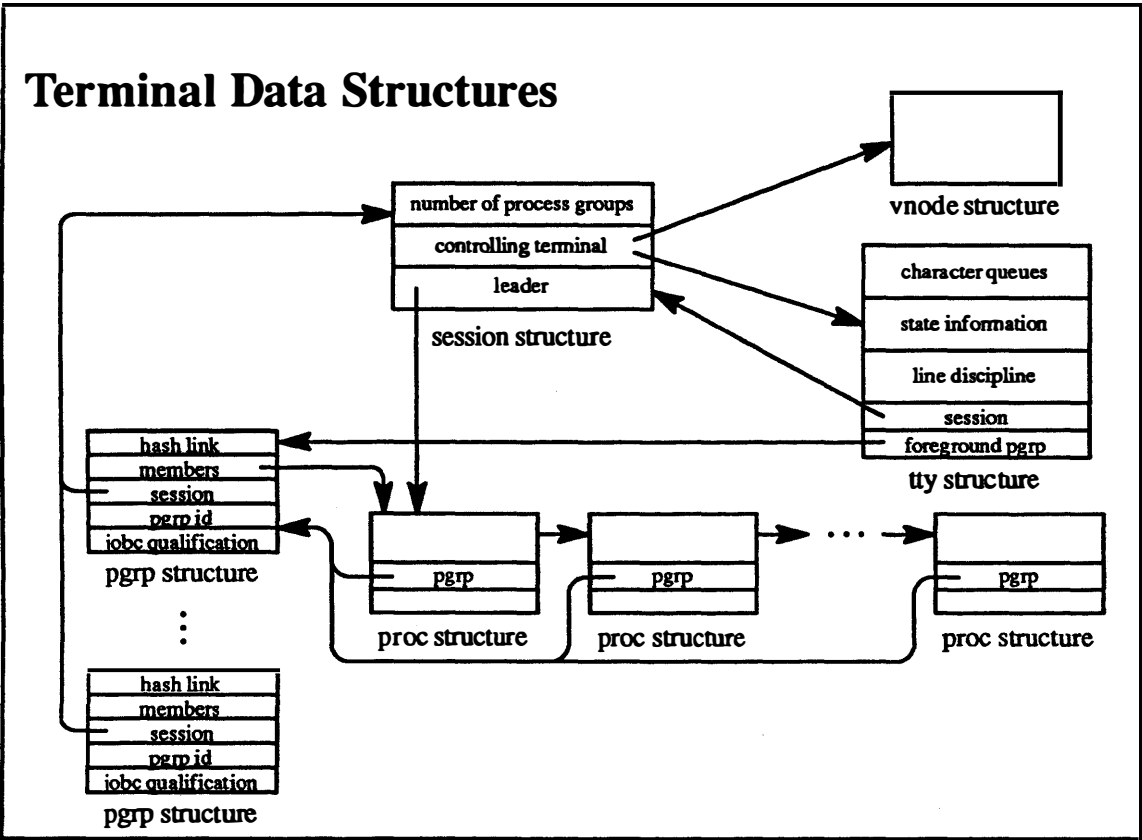 Terminal Data Structures
vnode structure
number of process groups
controlling terminal
leader
session structure
character queues
state information
line discipline
session
foreground pgrp
tty structure
hash link
members
session
pgrp id
jobc qualification
pgrp structure
pgrp
proc structure
pgrp
proc structure
...
pgrp
proc structure
⋮
hash link
members
session
pgrp id
jobc qualification
pgrp structure